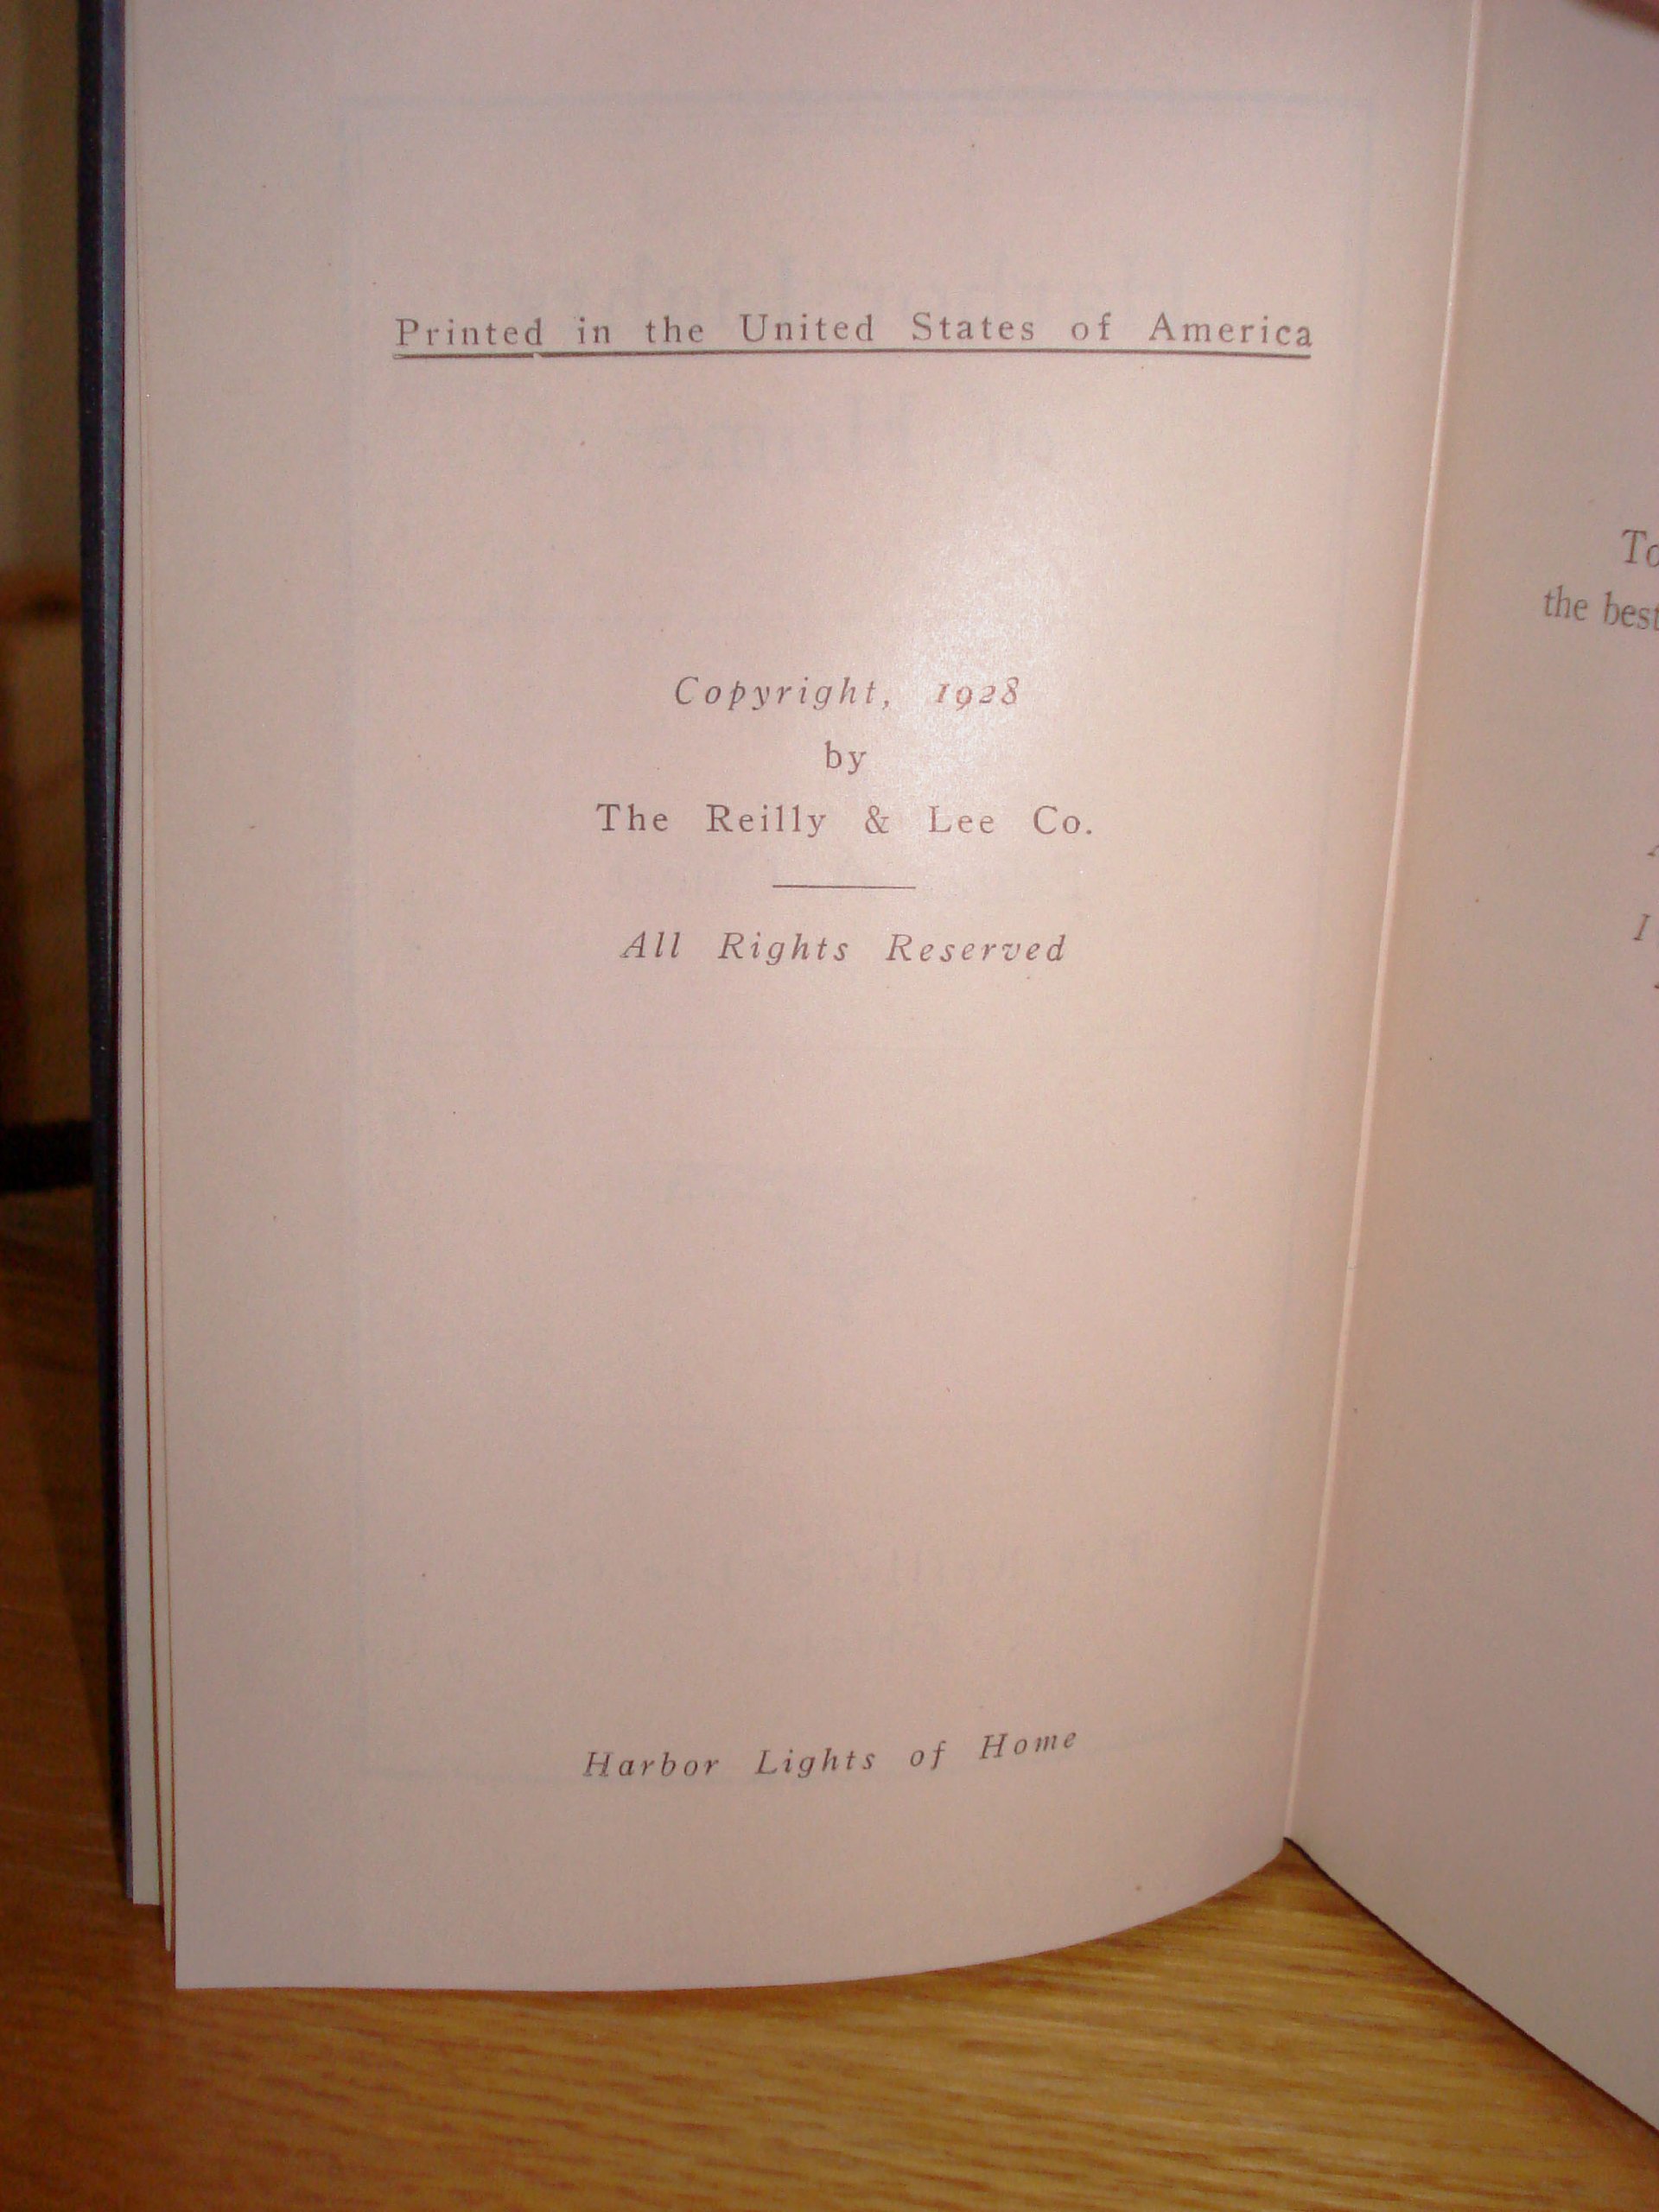 Printed in the United States of America
Copyright, 1928
by
The Reilly & Lee Co.
All Rights Reserved
Harbor Lights of Home
the best
I